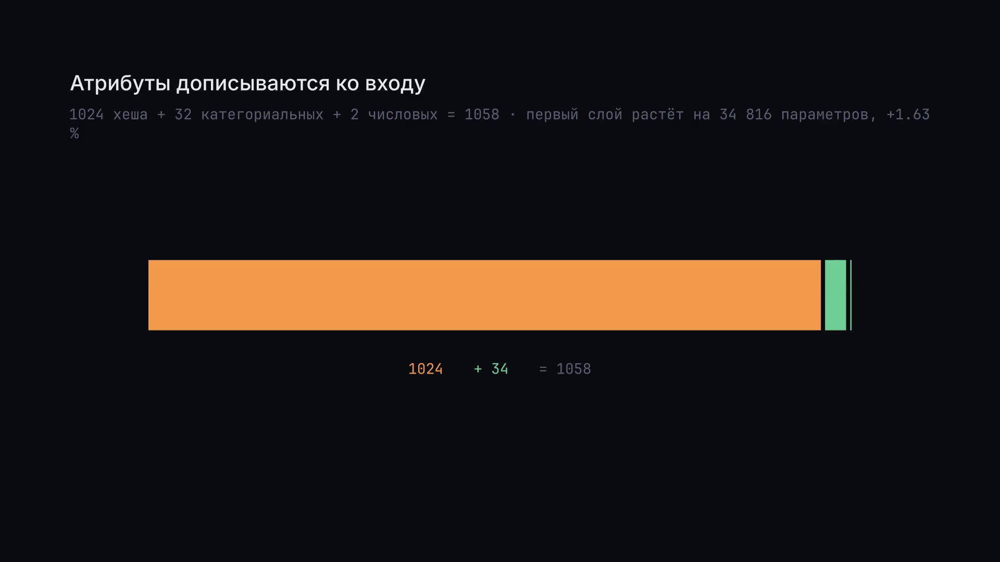 Атрибуты дописываются ко входу
1024 хеша + 32 категориальных + 2 числовых = 1058 · первый слой растёт на 34 816 параметров, +1.63
%
1024 + 34 = 1058